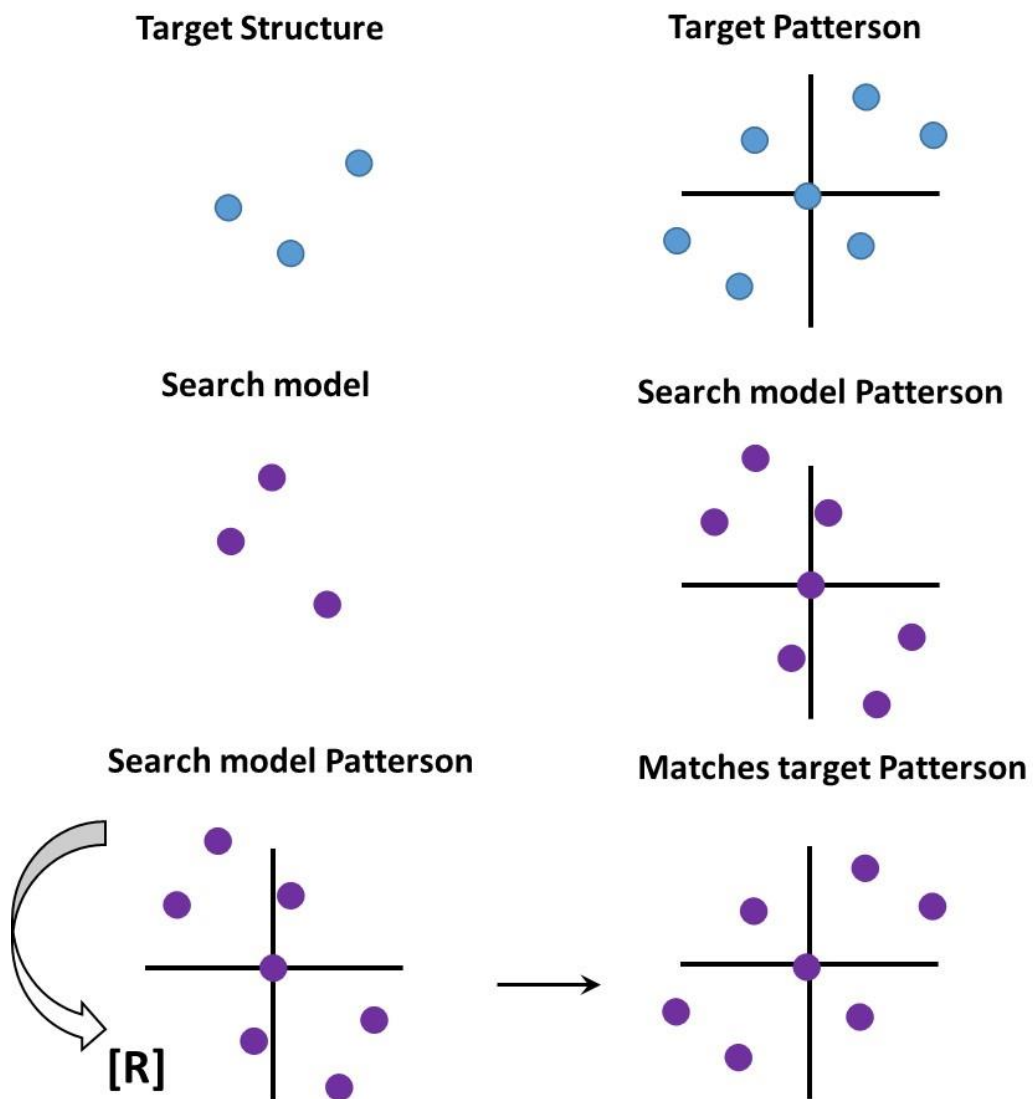 Target Structure
Target Patterson
Search model
Search model Patterson
Search model Patterson
Matches target Patterson
[R]